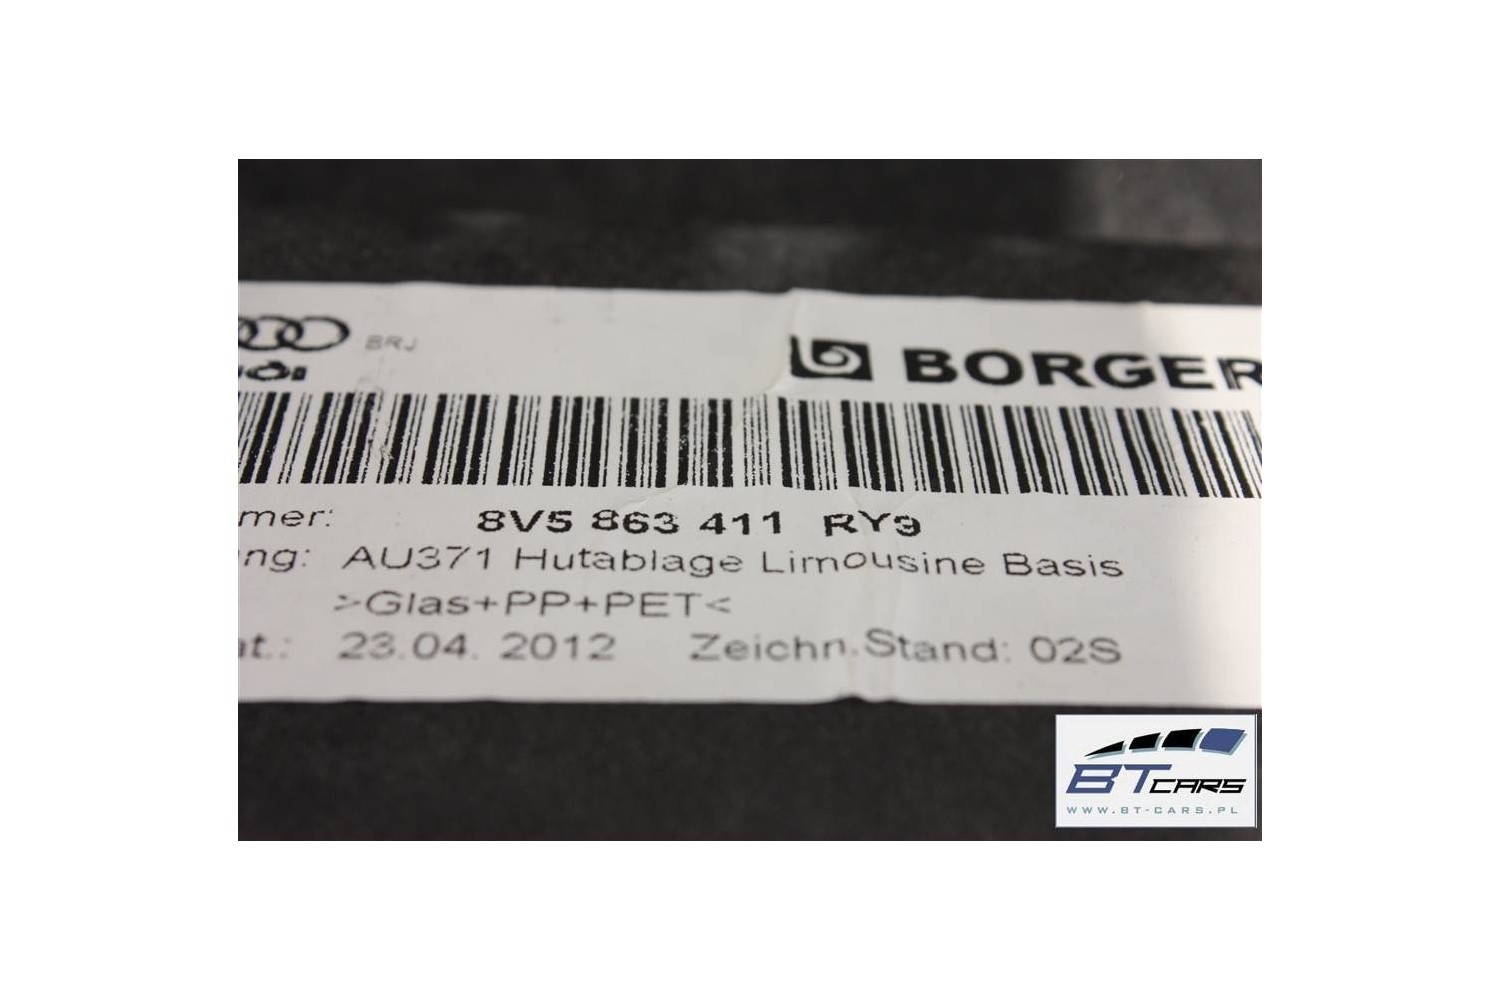 BRJ
BORGER
mer: 8V5 863 411 RY9
ng: AU371 Hutablage Limousine Basis
>Glas+PP+PET<
at.: 23.04. 2012 Zeichn.Stand: 02S
BT CARS
WWW.BT-CARS.PL